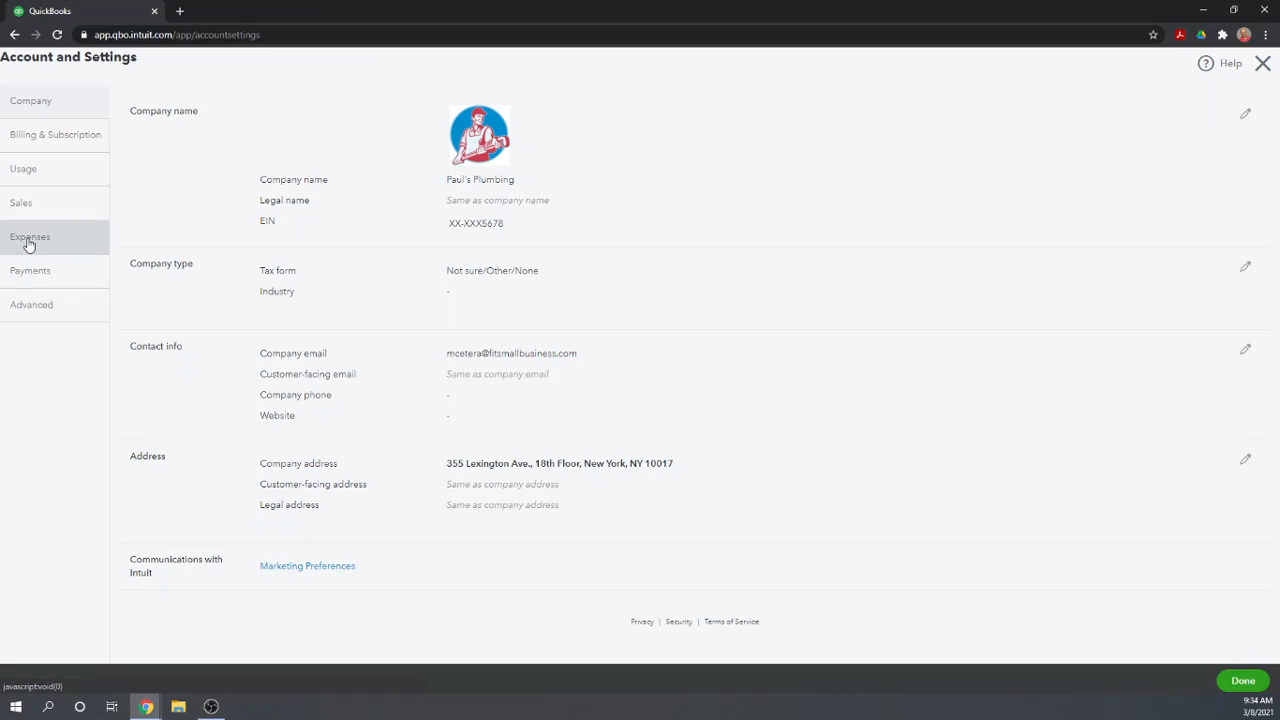 QuickBooks
app.qbo.intuit.com/app/accountsettings
Account and Settings
Help
Company
Billing & Subscription
Usage
Sales
Expenses
Payments
Advanced
Company name
Company name Paul's Plumbing
Legal name Same as company name
EIN XX-XXX5678
Company type
Tax form Not sure/Other/None
Industry -
Contact info
Company email mcetera@fitsmallbusiness.com
Customer-facing email Same as company email
Company phone -
Website -
Address
Company address 355 Lexington Ave., 18th Floor, New York, NY 10017
Customer-facing address Same as company address
Legal address Same as company address
Communications with
Intuit
Marketing Preferences
Privacy | Security | Terms of Service
javascript:void(0)
Done
9:34 AM
3/8/2021